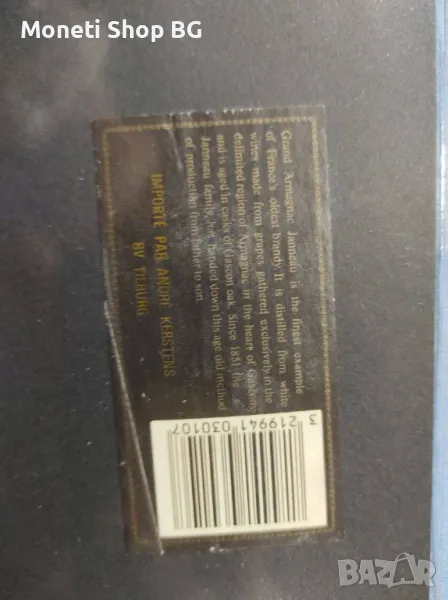 Moneti Shop BG
Grand Armagnac Janneau is the finest example
of France's oldest brandy. It is distilled from white
wines made from grapes gathered exclusively in the
delimited region of Armagnac in the heart of Gascony
and is aged in casks of Gascon oak. Since 1851 the
Janneau family has handed down this age old method
of production from father to son.
IMPORTÉ PAR ANDRÉ KERSTENS
BV TILBURG
3 219941 030107
BAZAR